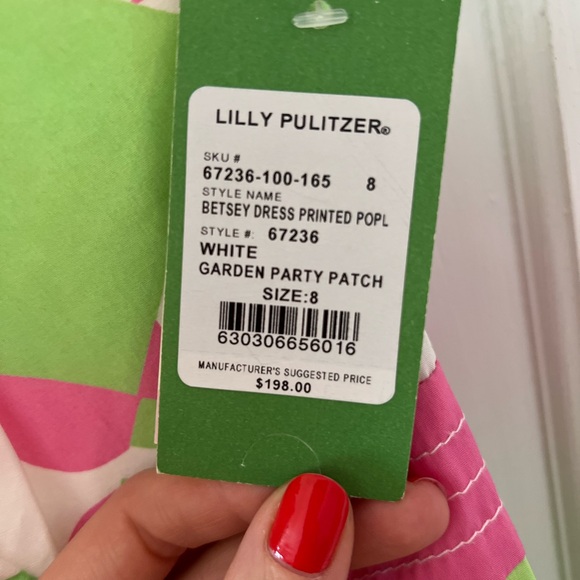 LILLY PULITZER®
SKU #
67236-100-165 8
STYLE NAME
BETSEY DRESS PRINTED POPL
STYLE #: 67236
WHITE
GARDEN PARTY PATCH
SIZE:8
630306656016
MANUFACTURER'S SUGGESTED PRICE
$198.00